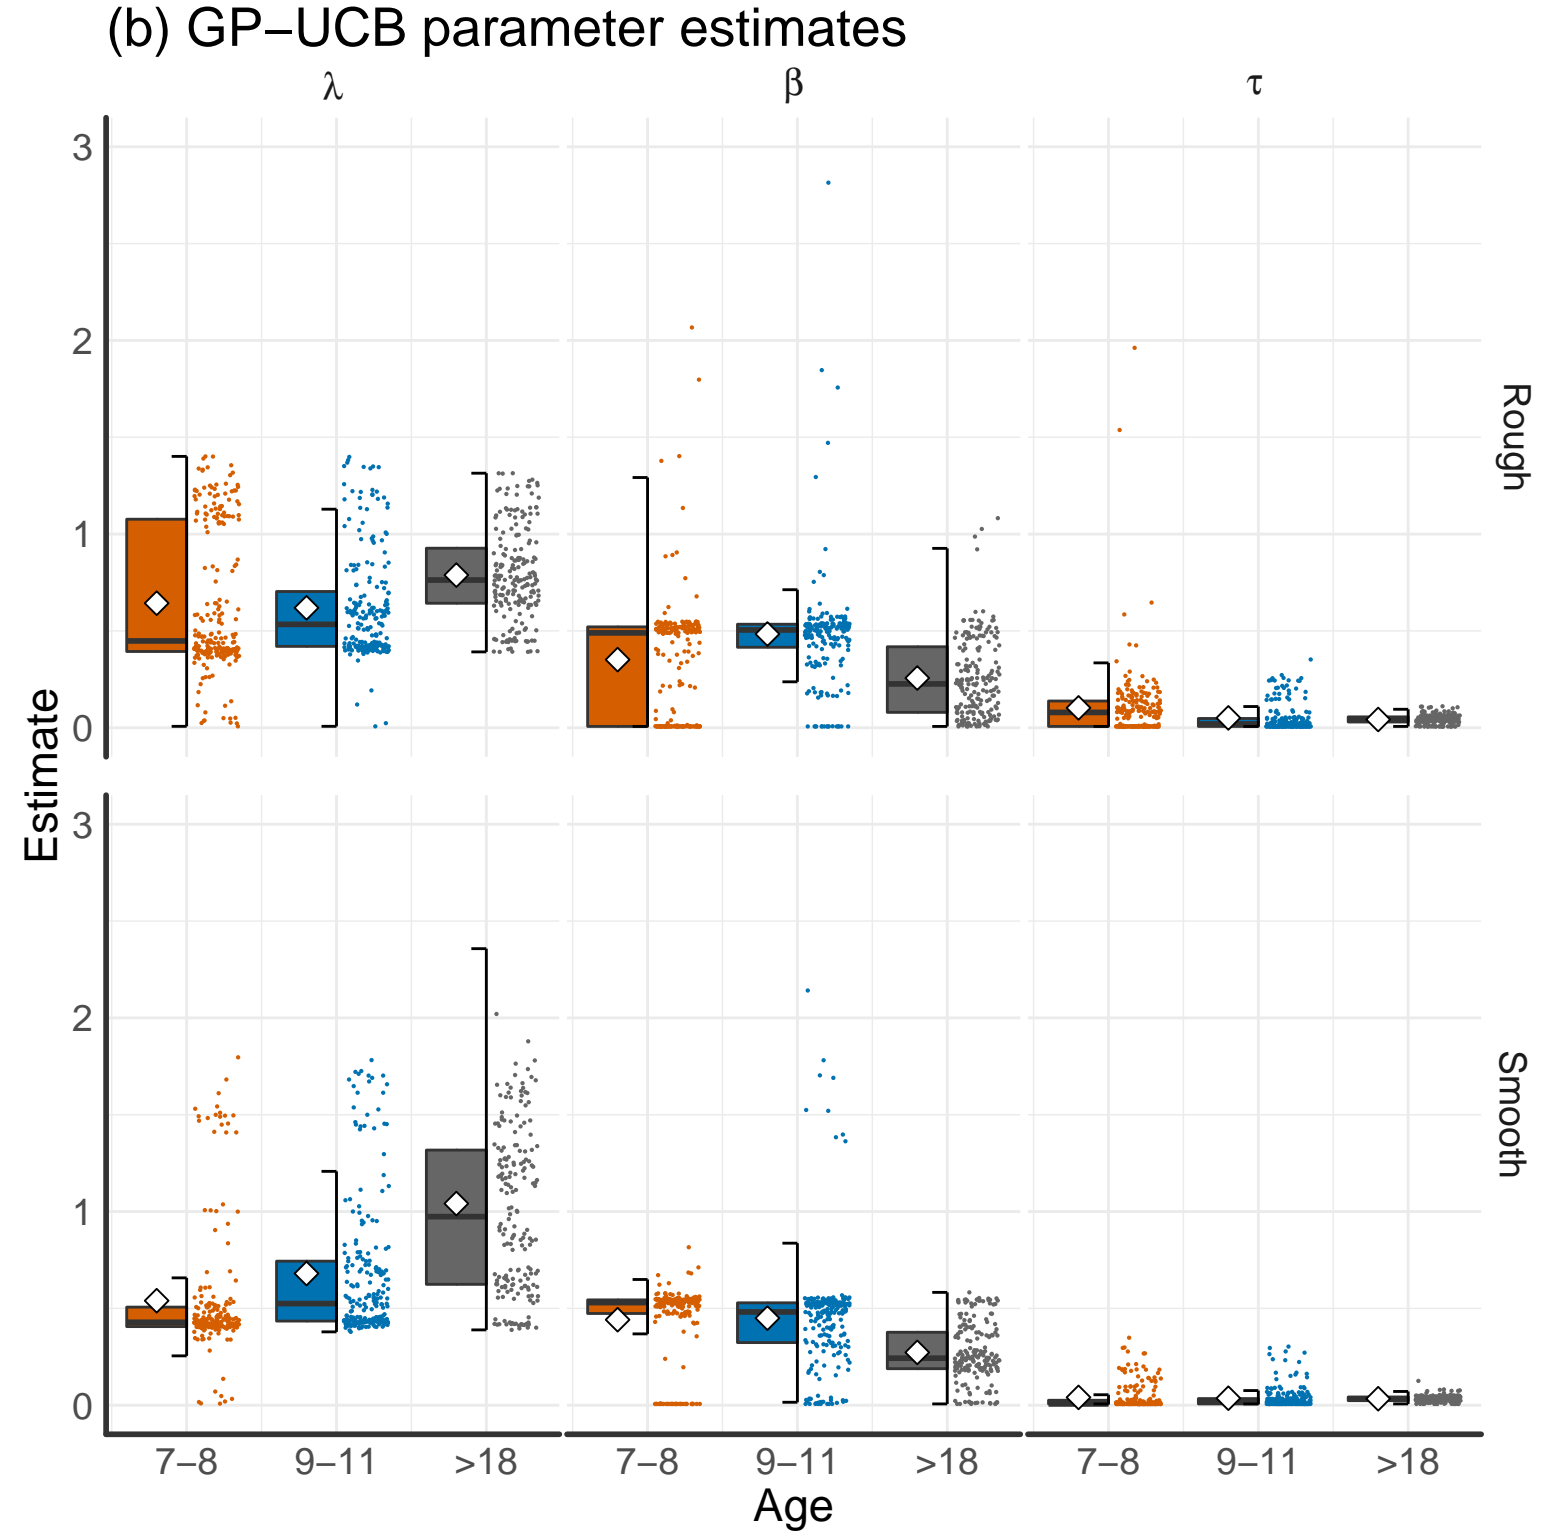 (b) GP−UCB parameter estimates
λ β τ
3
2
1
0
Rough
3
2
1
0
Smooth
Estimate
7−8 9−11 >18 7−8 9−11 >18 7−8 9−11 >18
Age